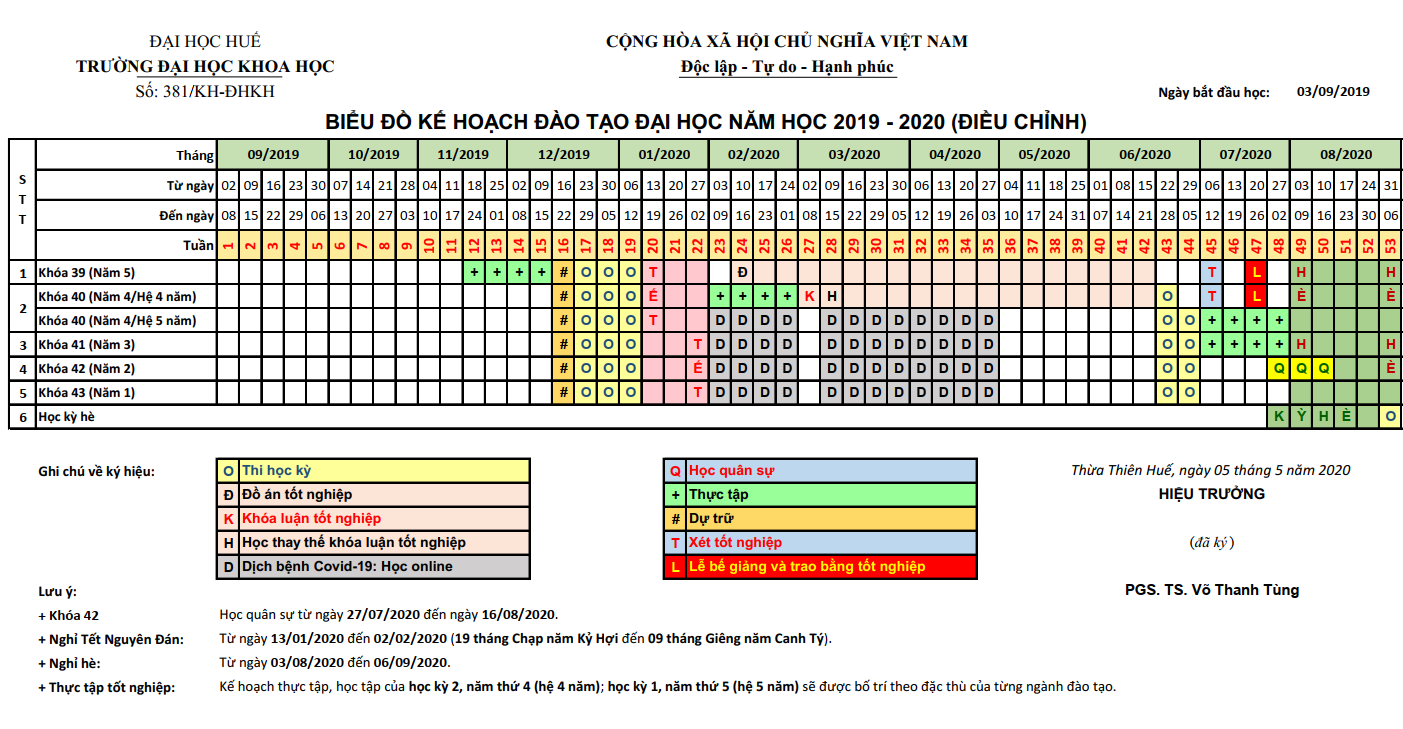 ĐẠI HỌC HUẾ
TRƯỜNG ĐẠI HỌC KHOA HỌC
Số: 381/KH-ĐHKH
CỘNG HÒA XÃ HỘI CHỦ NGHĨA VIỆT NAM
Độc lập - Tự do - Hạnh phúc
Ngày bắt đầu học: 03/09/2019
BIỂU ĐỒ KẾ HOẠCH ĐÀO TẠO ĐẠI HỌC NĂM HỌC 2019 - 2020 (ĐIỀU CHỈNH)
STT
Tháng 09/2019 10/2019 11/2019 12/2019 01/2020 02/2020 03/2020 04/2020 05/2020 06/2020 07/2020 08/2020
Từ ngày 02 09 16 23 30 07 14 21 28 04 11 18 25 02 09 16 23 30 06 13 20 27 03 10 17 24 02 09 16 23 30 06 13 20 27 04 11 18 25 01 08 15 22 29 06 13 20 27 03 10 17 24 31
Đến ngày 08 15 22 29 06 13 20 27 03 10 17 24 01 08 15 22 29 05 12 19 26 02 09 16 23 01 08 15 22 29 05 12 19 26 03 10 17 24 31 07 14 21 28 05 12 19 26 02 09 16 23 30 06
Tuần 1 2 3 4 5 6 7 8 9 10 11 12 13 14 15 16 17 18 19 20 21 22 23 24 25 26 27 28 29 30 31 32 33 34 35 36 37 38 39 40 41 42 43 44 45 46 47 48 49 50 51 52 53
1 Khóa 39 (Năm 5) + + + + # O O O T Đ T L H H
2 Khóa 40 (Năm 4/Hệ 4 năm) # O O O É + + + + K H O T L È È
Khóa 40 (Năm 4/Hệ 5 năm) # O O O T D D D D D D D D D D D D O O + + + +
3 Khóa 41 (Năm 3) # O O O T D D D D D D D D D D D D O O + + + + H H
4 Khóa 42 (Năm 2) # O O O É D D D D D D D D D D D D O O Q Q Q È
5 Khóa 43 (Năm 1) # O O O T D D D D D D D D D D D D O O
6 Học kỳ hè K Ỳ H È O
Ghi chú về ký hiệu:
O Thi học kỳ
Đ Đồ án tốt nghiệp
K Khóa luận tốt nghiệp
H Học thay thế khóa luận tốt nghiệp
D Dịch bệnh Covid-19: Học online
Q Học quân sự
+ Thực tập
# Dự trữ
T Xét tốt nghiệp
L Lễ bế giảng và trao bằng tốt nghiệp
Thừa Thiên Huế, ngày 05 tháng 5 năm 2020
HIỆU TRƯỞNG
(đã ký)
PGS. TS. Võ Thanh Tùng
Lưu ý:
+ Khóa 42 Học quân sự từ ngày 27/07/2020 đến ngày 16/08/2020.
+ Nghỉ Tết Nguyên Đán: Từ ngày 13/01/2020 đến 02/02/2020 (19 tháng Chạp năm Kỷ Hợi đến 09 tháng Giêng năm Canh Tý).
+ Nghỉ hè: Từ ngày 03/08/2020 đến 06/09/2020.
+ Thực tập tốt nghiệp: Kế hoạch thực tập, học tập của học kỳ 2, năm thứ 4 (hệ 4 năm); học kỳ 1, năm thứ 5 (hệ 5 năm) sẽ được bố trí theo đặc thù của từng ngành đào tạo.